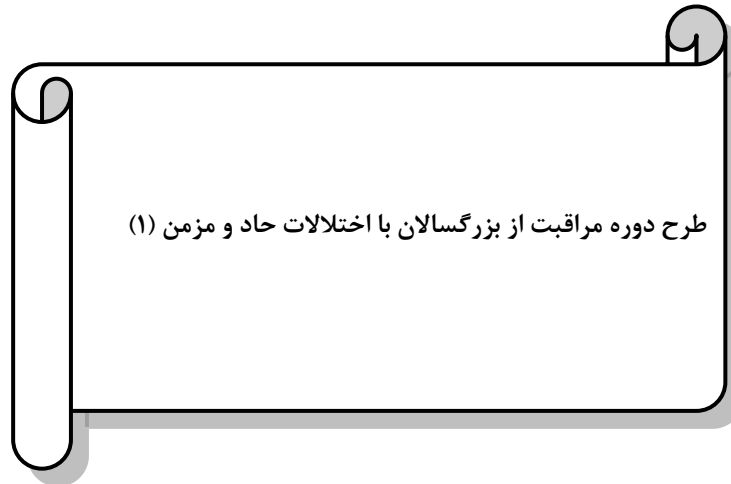 طرح دوره مراقبت از بزرگسالان با اختلالات حاد و مزمن (۱)